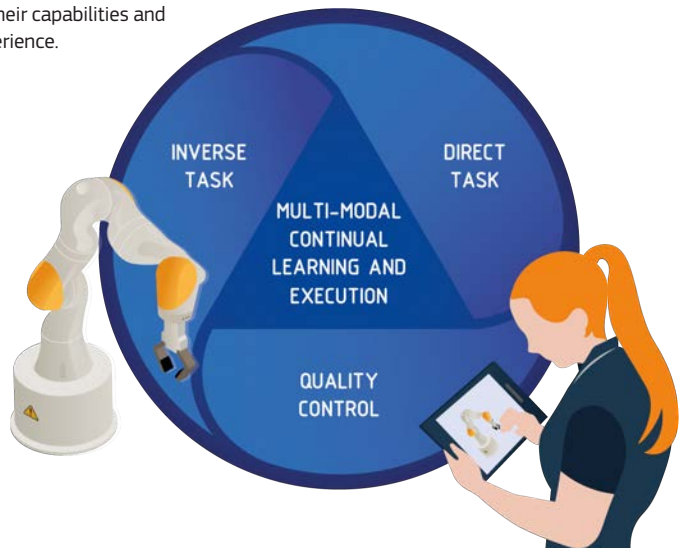 heir capabilities and
erience.
INVERSE
TASK
DIRECT
TASK
MULTI-MODAL
CONTINUAL
LEARNING AND
EXECUTION
QUALITY
CONTROL